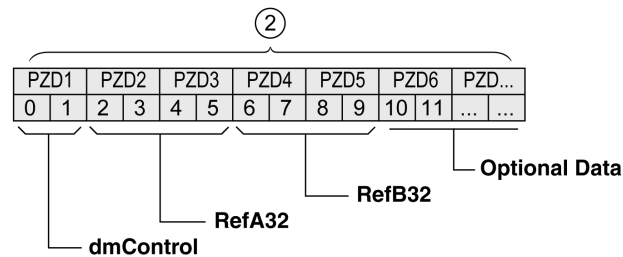 2
PZD1 PZD2 PZD3 PZD4 PZD5 PZD6 PZD...
0 1 2 3 4 5 6 7 8 9 10 11 ... ...
Optional Data
RefB32
RefA32
dmControl